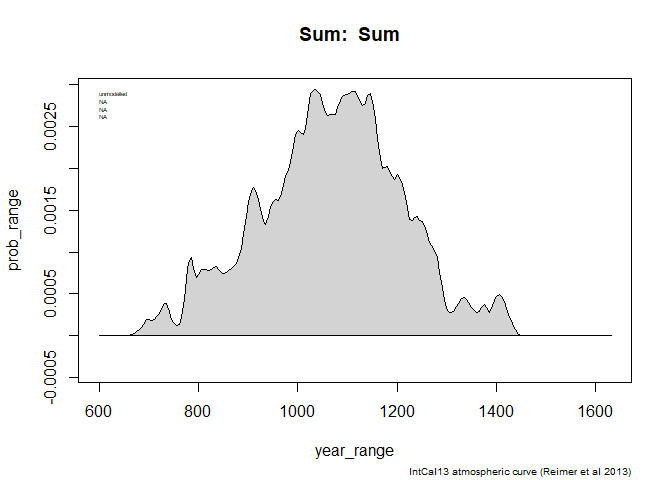 Sum:  Sum
unmodelled
NA
NA
NA
0.0025
0.0015
0.0005
-0.0005
prob_range
600 800 1000 1200 1400 1600
year_range
IntCal13 atmospheric curve (Reimer et al 2013)